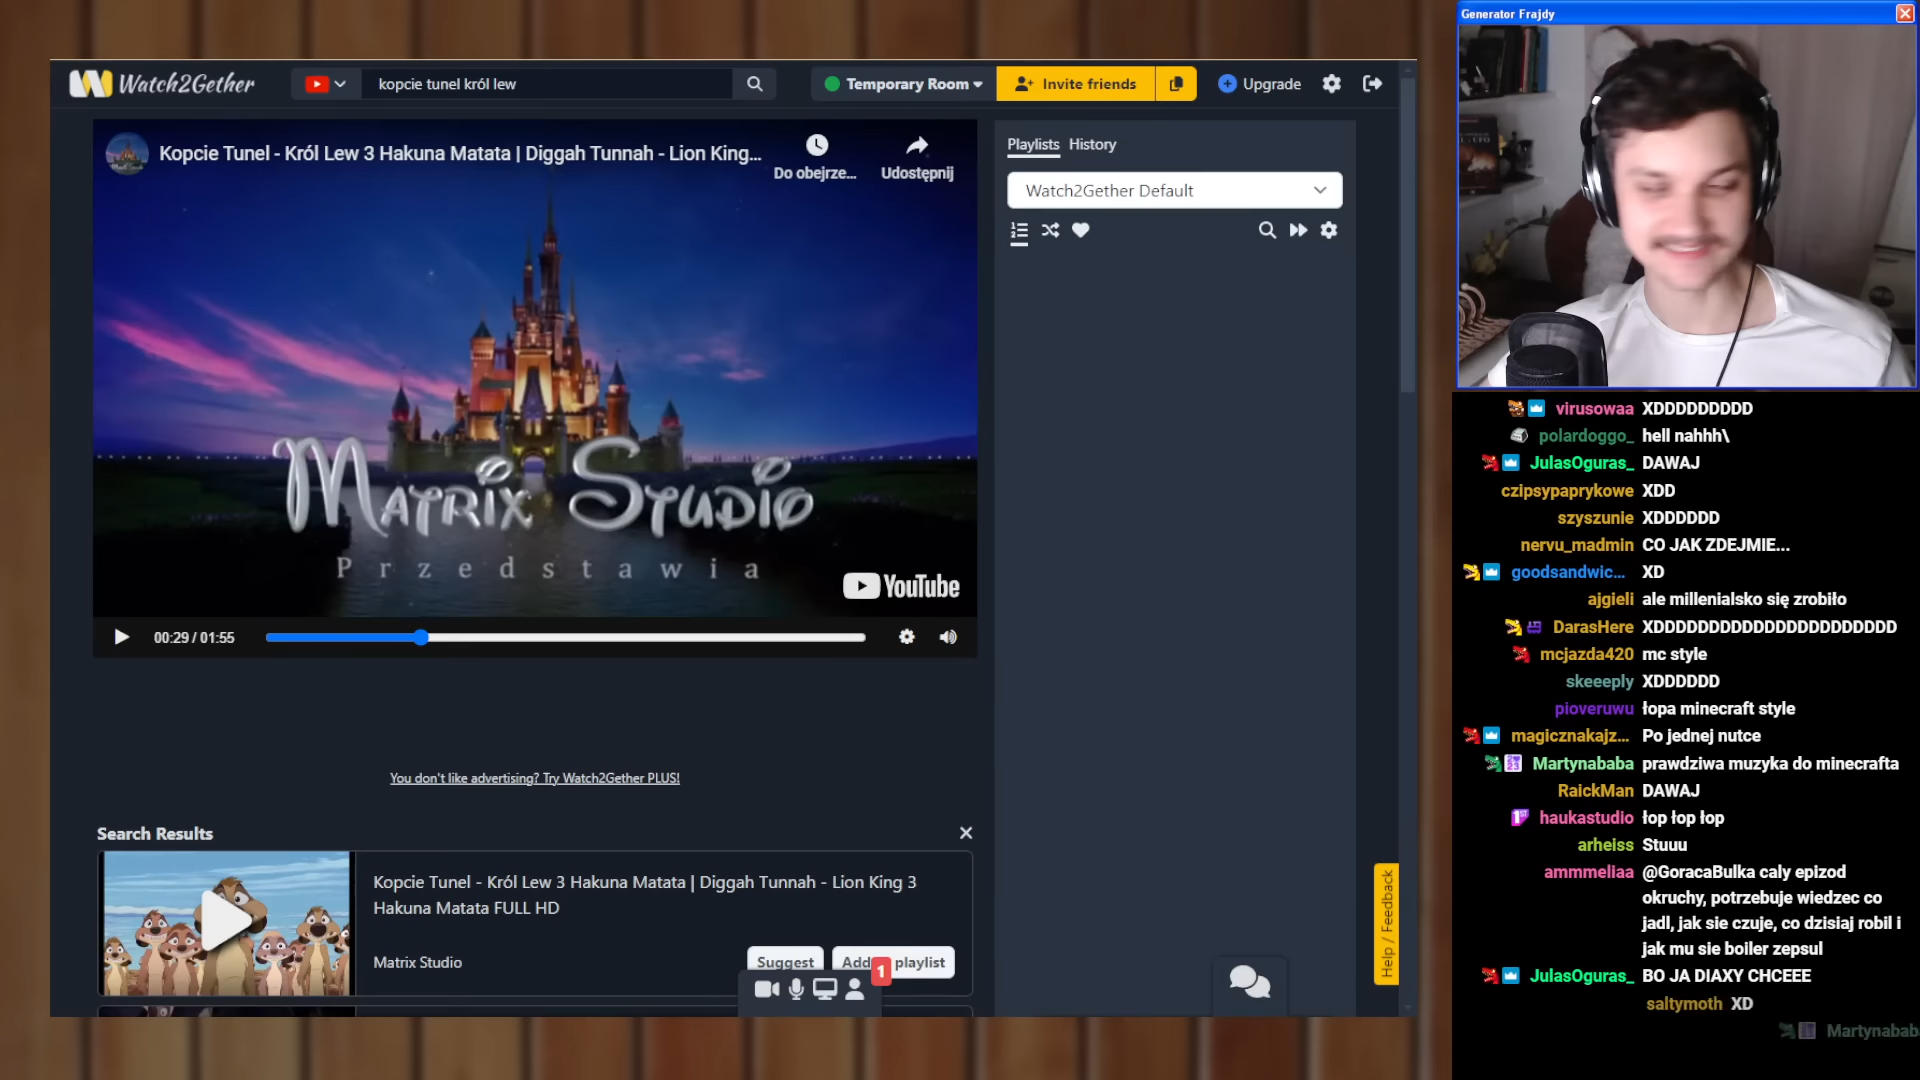 Watch2Gether
kopcie tunel król lew
Temporary Room
Invite friends
Upgrade
Kopcie Tunel - Król Lew 3 Hakuna Matata | Diggah Tunnah - Lion King...
Do obejrze...
Udostępnij
Matrix Studio
Przedstawia
YouTube
00:29 / 01:55
Playlists History
Watch2Gether Default
You don't like advertising? Try Watch2Gether PLUS!
Search Results
Kopcie Tunel - Król Lew 3 Hakuna Matata | Diggah Tunnah - Lion King 3
Hakuna Matata FULL HD
Matrix Studio
Suggest
Add playlist
1
Help / Feedback
Generator Frajdy
virusowaa XDDDDDDDDD
polardoggo_ hell nahhh\
JulasOguras_ DAWAJ
czipsypaprykowe XDD
szyszunie XDDDDDD
nervu_madmin CO JAK ZDEJMIE...
goodsandwic... XD
ajgieli ale millenialsko się zrobiło
DarasHere XDDDDDDDDDDDDDDDDDDDDDD
mcjazda420 mc style
skeeeply XDDDDDD
pioveruwu łopa minecraft style
magicznakajz... Po jednej nutce
Martynababa prawdziwa muzyka do minecrafta
RaickMan DAWAJ
haukastudio łop łop łop
arheiss Stuuu
ammmeliaa @GoracaBulka caly epizod
okruchy, potrzebuje wiedzec co
jadl, jak sie czuje, co dzisiaj robil i
jak mu sie boiler zepsul
JulasOguras_ BO JA DIAXY CHCEEE
saltymoth XD
Martynabab